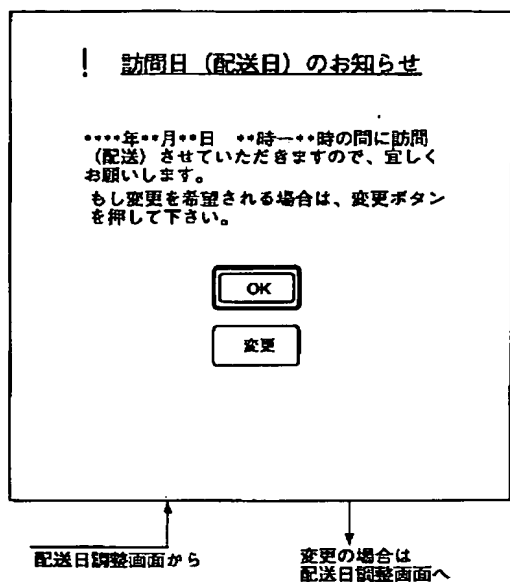 ! 訪問日（配送日）のお知らせ
****年**月**日　**時ー**時の間に訪問
（配送）させていただきますので、宜しく
お願いします。
もし変更を希望される場合は、変更ボタン
を押して下さい。
OK
変更
配送日調整画面から
変更の場合は
配送日調整画面へ